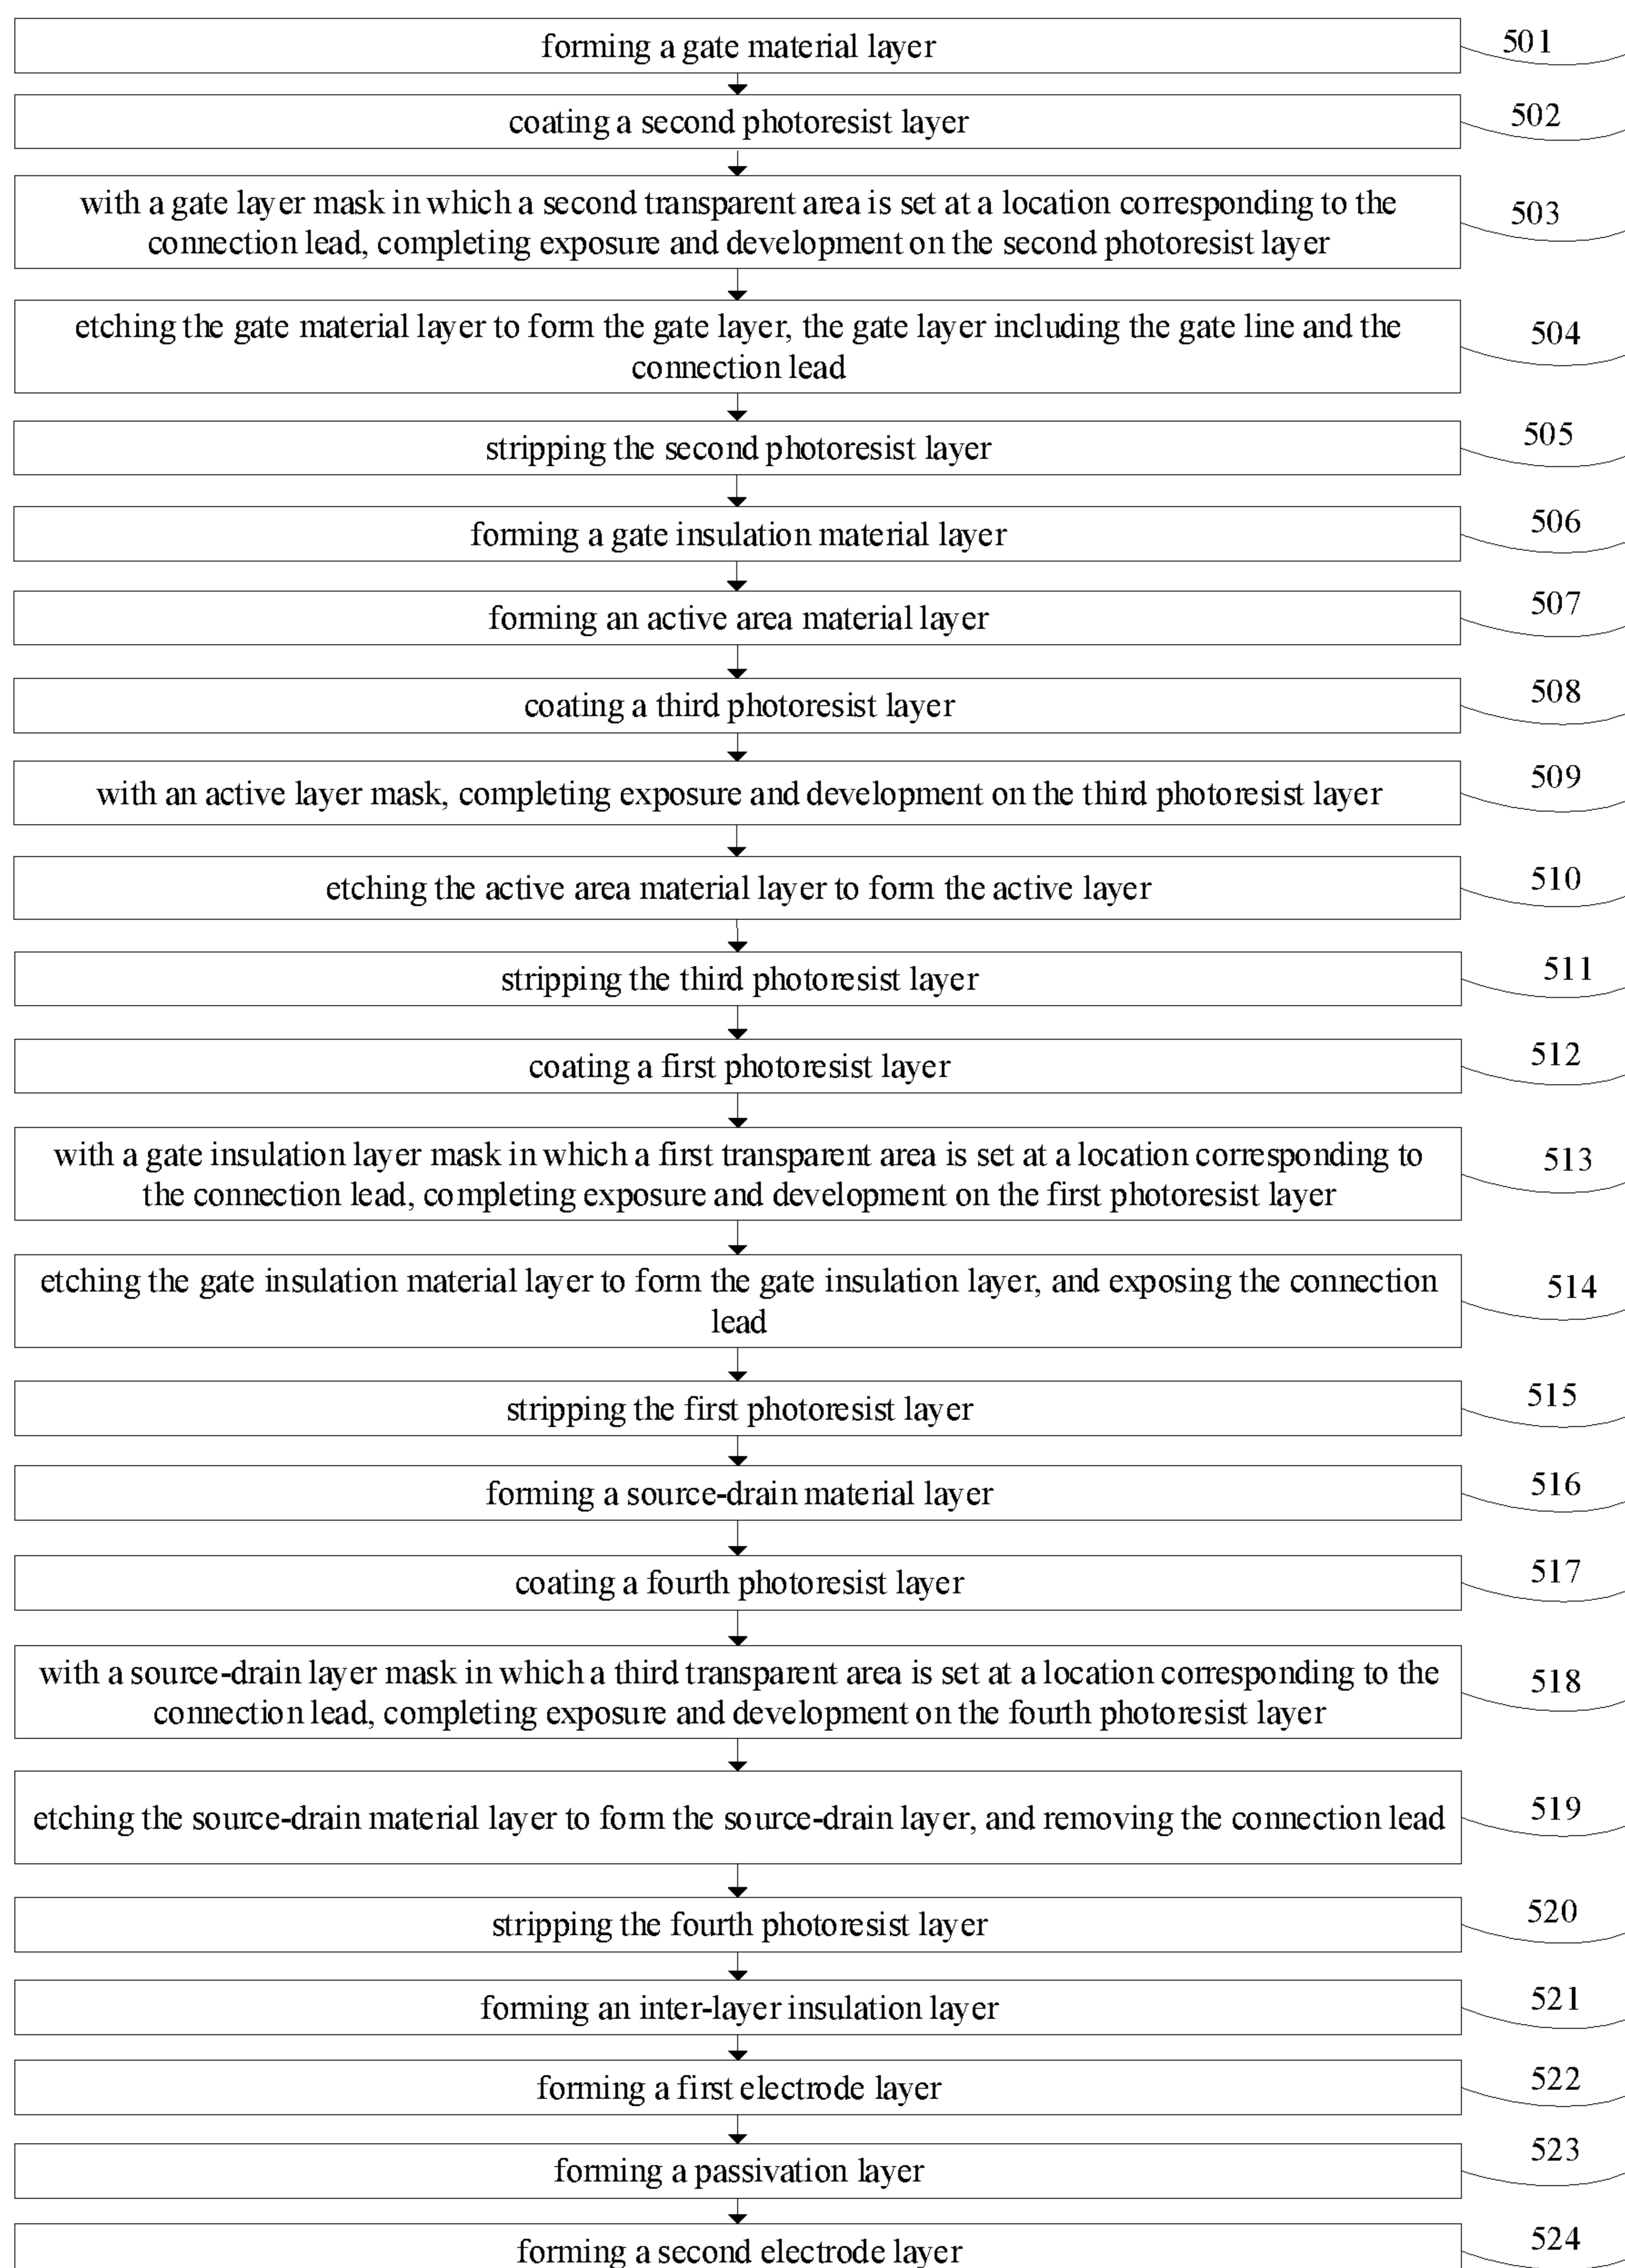 forming a gate material layer
501
coating a second photoresist layer
502
with a gate layer mask in which a second transparent area is set at a location corresponding to the
connection lead, completing exposure and development on the second photoresist layer
503
etching the gate material layer to form the gate layer, the gate layer including the gate line and the
connection lead
504
stripping the second photoresist layer
505
forming a gate insulation material layer
506
forming an active area material layer
507
coating a third photoresist layer
508
with an active layer mask, completing exposure and development on the third photoresist layer
509
etching the active area material layer to form the active layer
510
stripping the third photoresist layer
511
coating a first photoresist layer
512
with a gate insulation layer mask in which a first transparent area is set at a location corresponding to
the connection lead, completing exposure and development on the first photoresist layer
513
etching the gate insulation material layer to form the gate insulation layer, and exposing the connection
lead
514
stripping the first photoresist layer
515
forming a source-drain material layer
516
coating a fourth photoresist layer
517
with a source-drain layer mask in which a third transparent area is set at a location corresponding to the
connection lead, completing exposure and development on the fourth photoresist layer
518
etching the source-drain material layer to form the source-drain layer, and removing the connection lead
519
stripping the fourth photoresist layer
520
forming an inter-layer insulation layer
521
forming a first electrode layer
522
forming a passivation layer
523
forming a second electrode layer
524